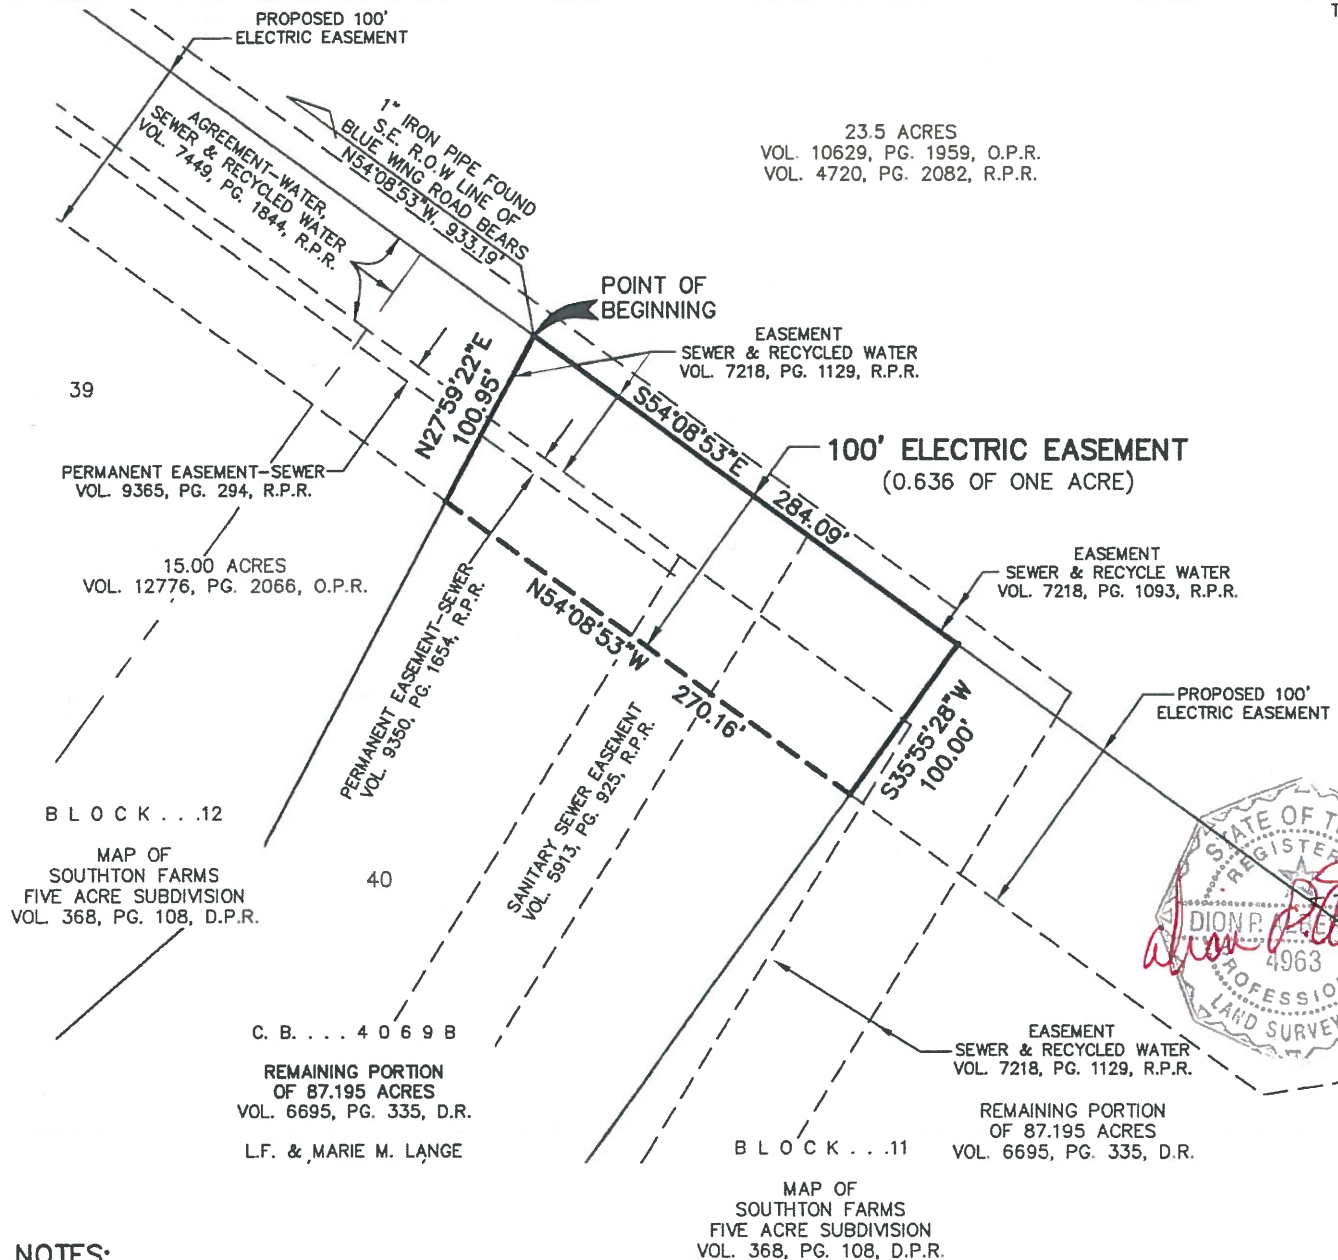 PROPOSED 100'
ELECTRIC EASEMENT
1" IRON PIPE FOUND
S.E. R.O.W LINE OF
BLUE WING ROAD BEARS
N54°08'53"W, 933.19'
AGREEMENT-WATER,
SEWER & RECYCLED WATER
VOL. 7449, PG. 1844, R.P.R.
23.5 ACRES
VOL. 10629, PG. 1959, O.P.R.
VOL. 4720, PG. 2082, R.P.R.
POINT OF
BEGINNING
EASEMENT
SEWER & RECYCLED WATER
VOL. 7218, PG. 1129, R.P.R.
N27°59'22"E
100.95'
39
S54°08'53"E
284.09'
100' ELECTRIC EASEMENT
(0.636 OF ONE ACRE)
PERMANENT EASEMENT-SEWER
VOL. 9365, PG. 294, R.P.R.
15.00 ACRES
VOL. 12776, PG. 2066, O.P.R.
EASEMENT
SEWER & RECYCLE WATER
VOL. 7218, PG. 1093, R.P.R.
N54°08'53"W
270.16'
PERMANENT EASEMENT-SEWER
VOL. 9350, PG. 1654, R.P.R.
SANITARY SEWER EASEMENT
VOL. 5913, PG. 925, R.P.R.
S35°55'28"W
100.00'
PROPOSED 100'
ELECTRIC EASEMENT
BLOCK...12
MAP OF
SOUTHTON FARMS
FIVE ACRE SUBDIVISION
VOL. 368, PG. 108, D.P.R.
40
STATE OF
DION P.
4963
LAND
C. B. . . . 4 0 6 9 B
REMAINING PORTION
OF 87.195 ACRES
VOL. 6695, PG. 335, D.R.
L.F. & MARIE M. LANGE
EASEMENT
SEWER & RECYCLED WATER
VOL. 7218, PG. 1129, R.P.R.
REMAINING PORTION
OF 87.195 ACRES
VOL. 6695, PG. 335, D.R.
BLOCK...11
MAP OF
SOUTHTON FARMS
FIVE ACRE SUBDIVISION
VOL. 368, PG. 108, D.P.R.
NOTES: